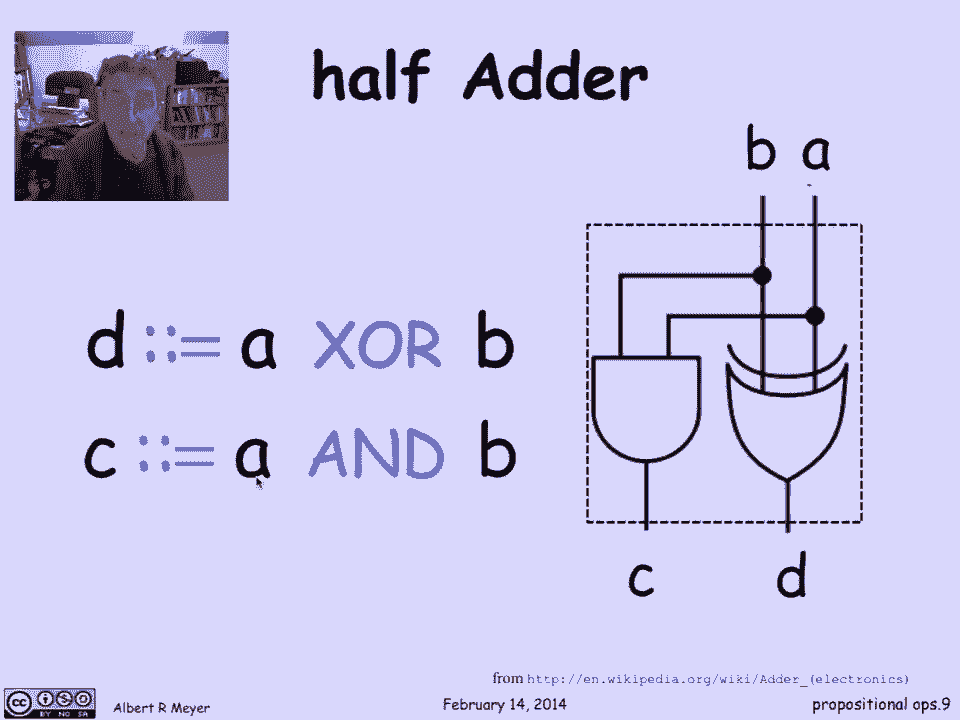 half Adder
b a
d ::= a XOR b
c ::= a AND b
c d
from http://en.wikipedia.org/wiki/Adder_(electronics)
cc BY NC SA
Albert R Meyer
February 14, 2014
propositional ops.9